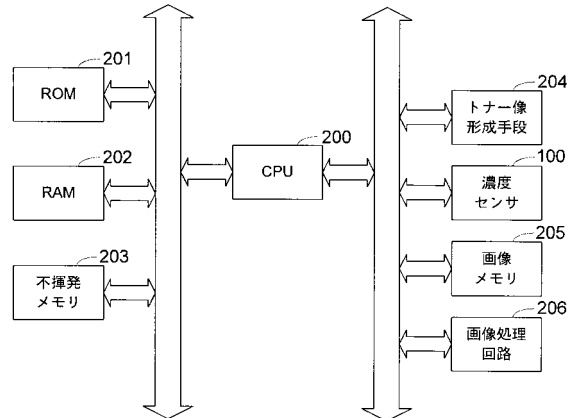 201
ROM
202
RAM
203
不揮発
メモリ
200
CPU
204
トナー像
形成手段
100
濃度
センサ
205
画像
メモリ
206
画像処理
回路